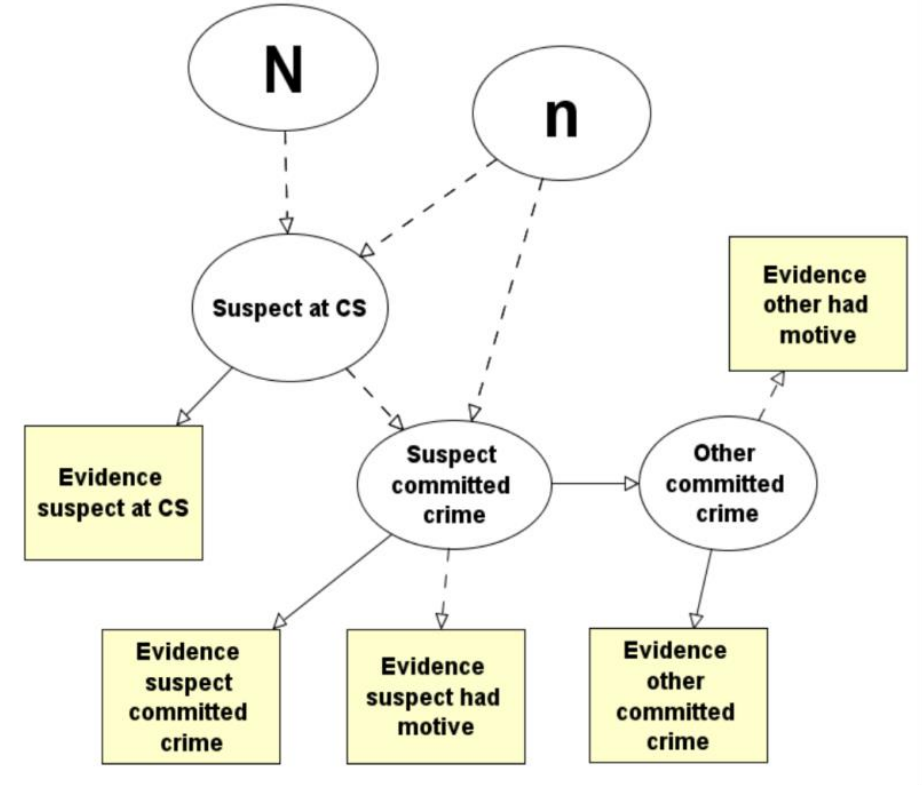 N
n
Suspect at CS
Evidence
other had
motive
Suspect
committed
crime
Other
committed
crime
Evidence
suspect at CS
Evidence
suspect
committed
crime
Evidence
suspect had
motive
Evidence
other
committed
crime